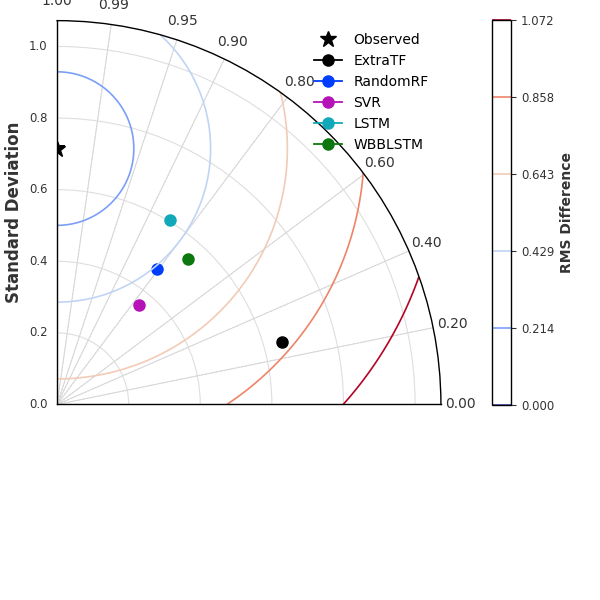 1.00
0.99
0.95
0.90
0.80
0.60
0.40
0.20
0.00
1.0
0.8
0.6
0.4
0.2
0.0
Standard Deviation
Observed
ExtraTF
RandomRF
SVR
LSTM
WBBLSTM
1.072
0.858
0.643
0.429
0.214
0.000
RMS Difference